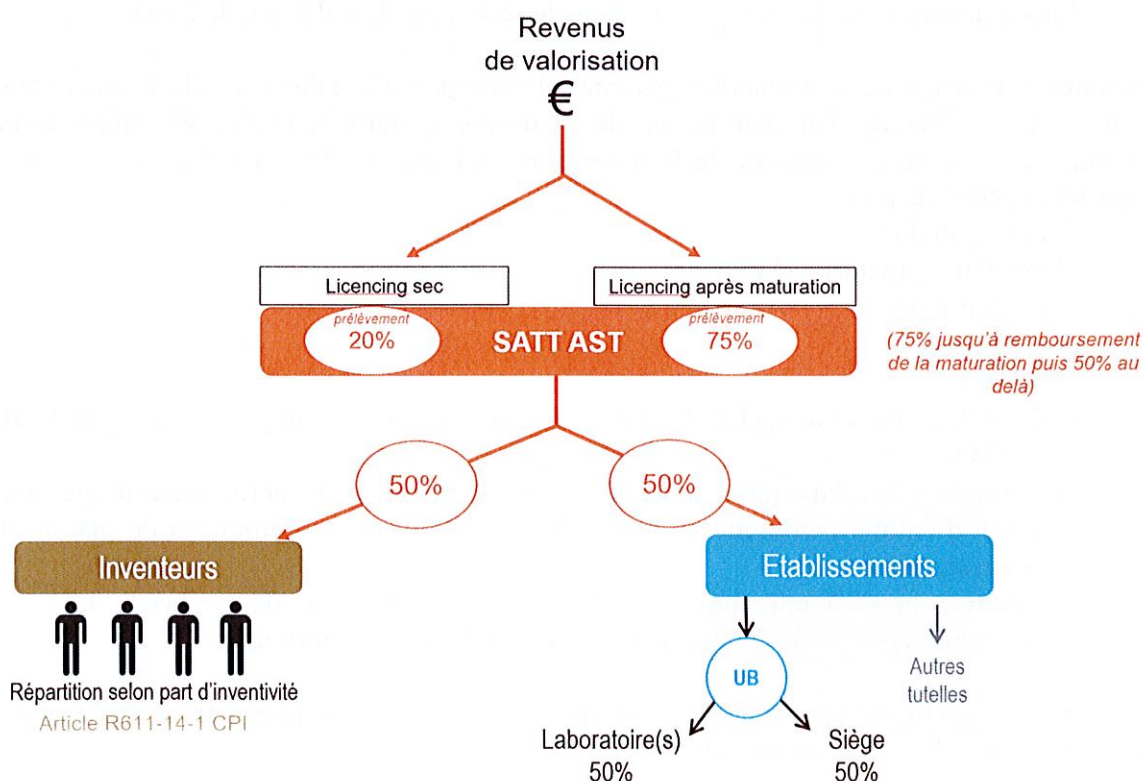 Revenus
de valorisation
€
Licencing sec
Licencing après maturation
prélèvement
20%
SATT AST
prélèvement
75%
(75% jusqu'à remboursement
de la maturation puis 50% au
delà)
50%
50%
Inventeurs
Etablissements
Répartition selon part d'inventivité
Article R611-14-1 CPI
UB
Autres
tutelles
Laboratoire(s)
50%
Siège
50%